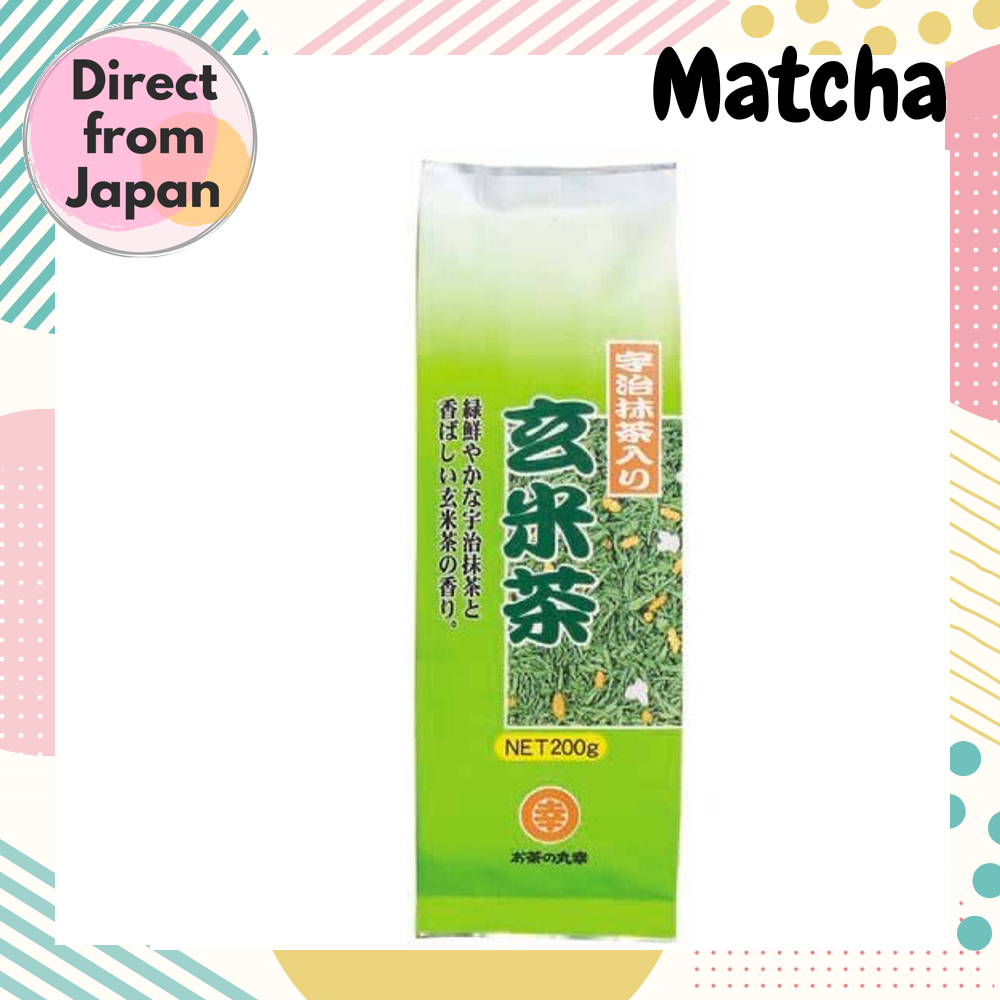 Direct
from
Japan
Matcha
宇治抹茶入り
玄米茶
緑鮮やかな宇治抹茶と
香ばしい玄米茶の香り。
NET200g
幸
お茶の丸幸